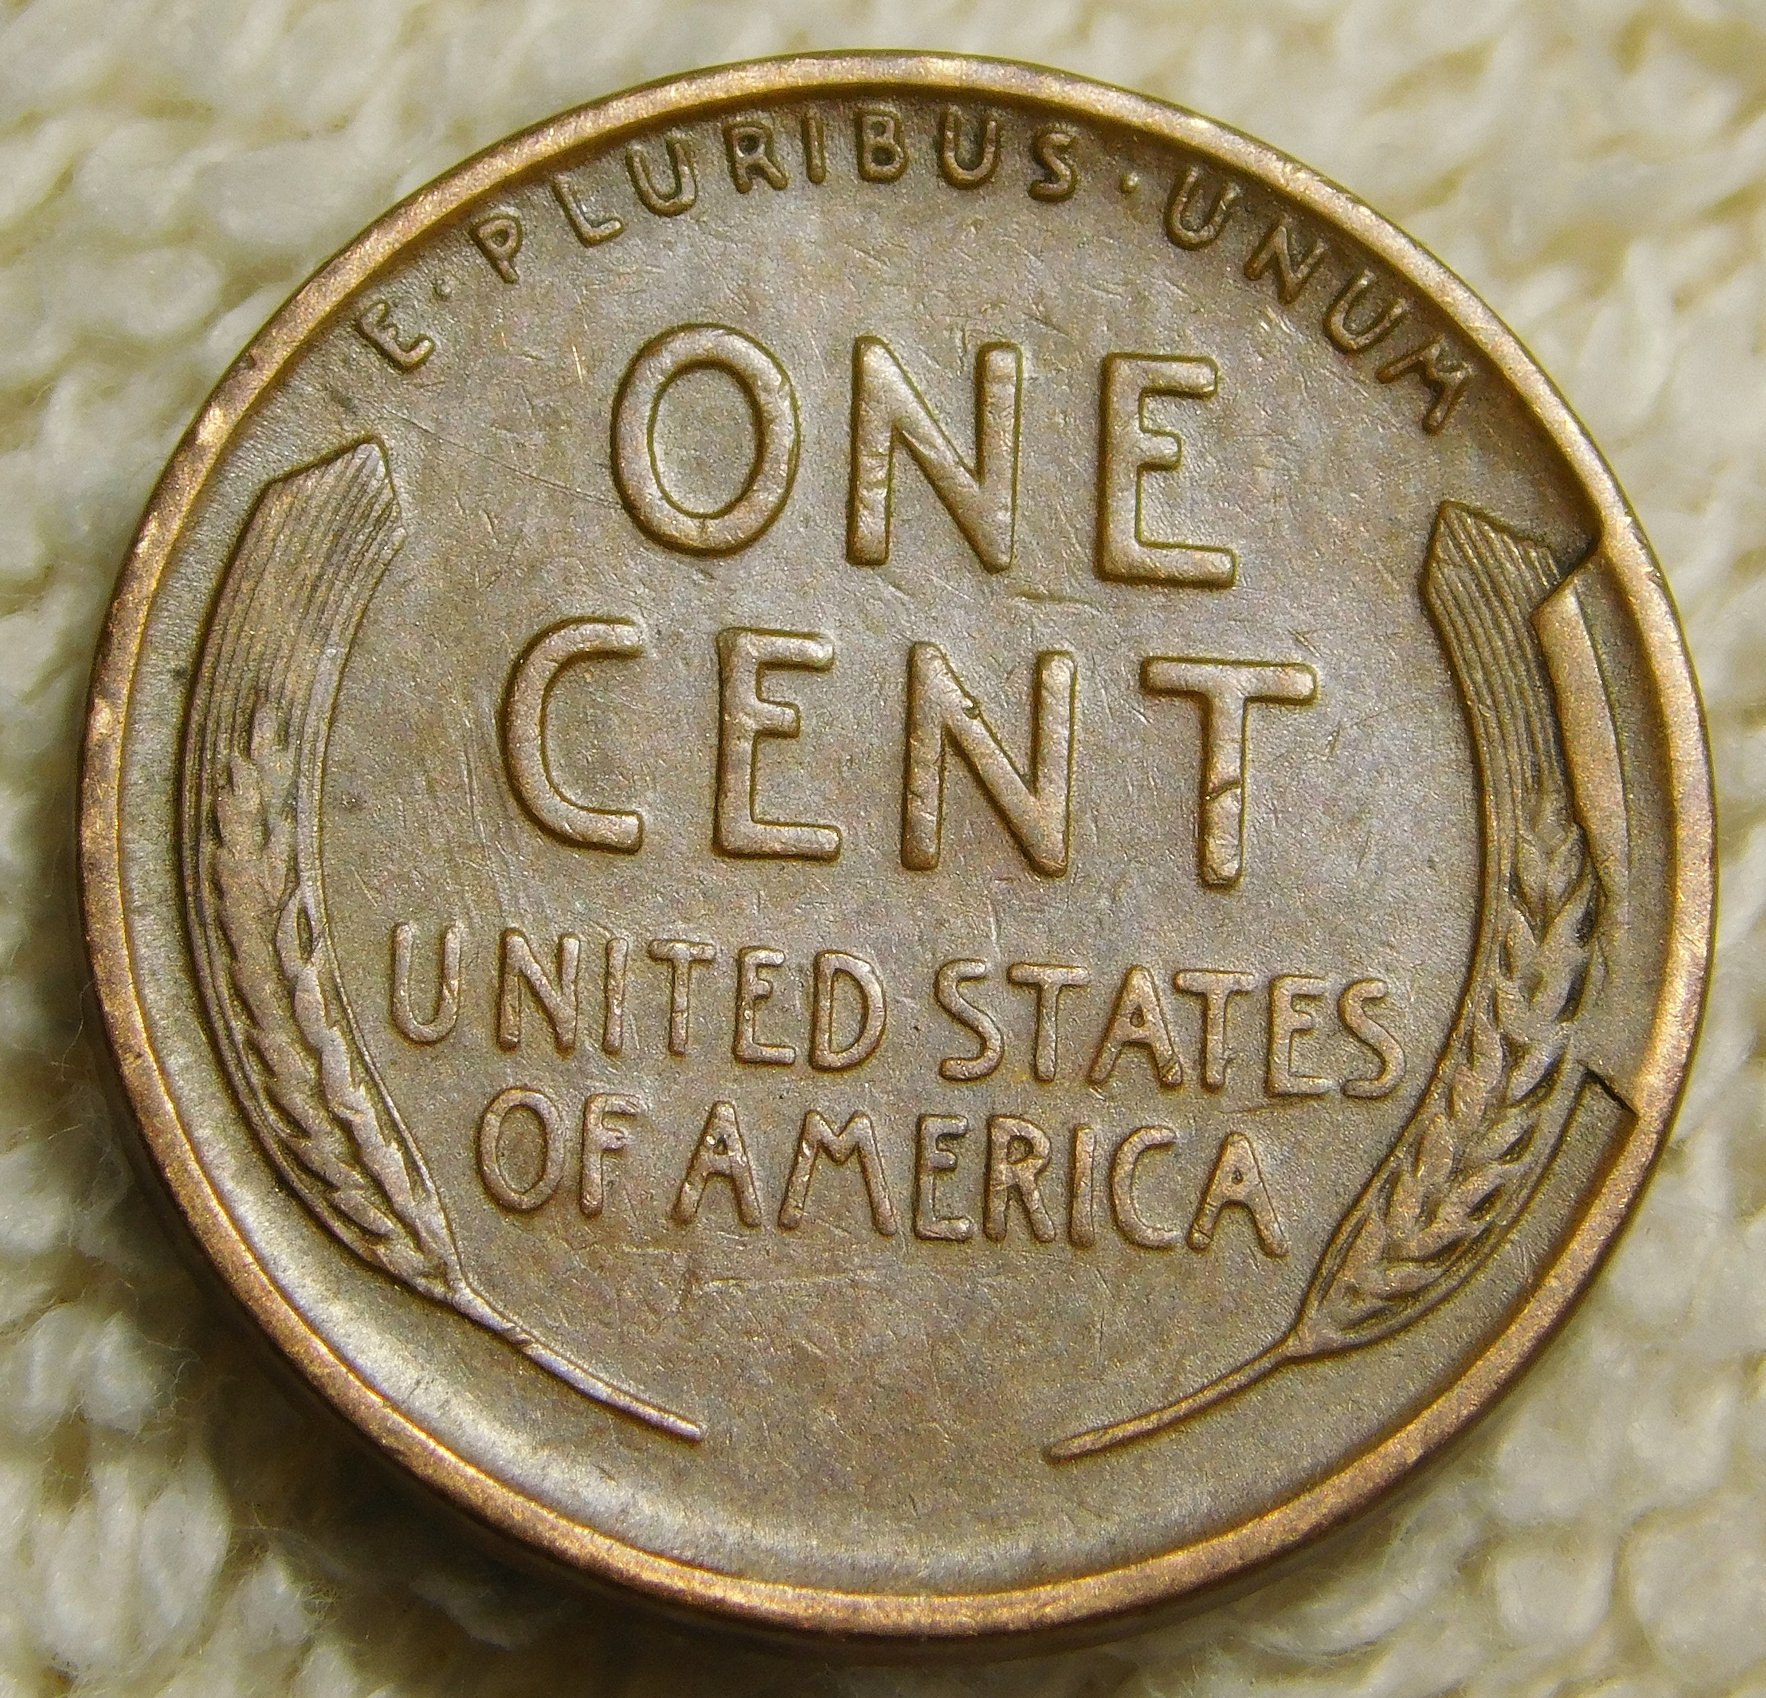 E·PLURIBUS·UNUM
ONE
CENT
UNITED STATES
OF AMERICA